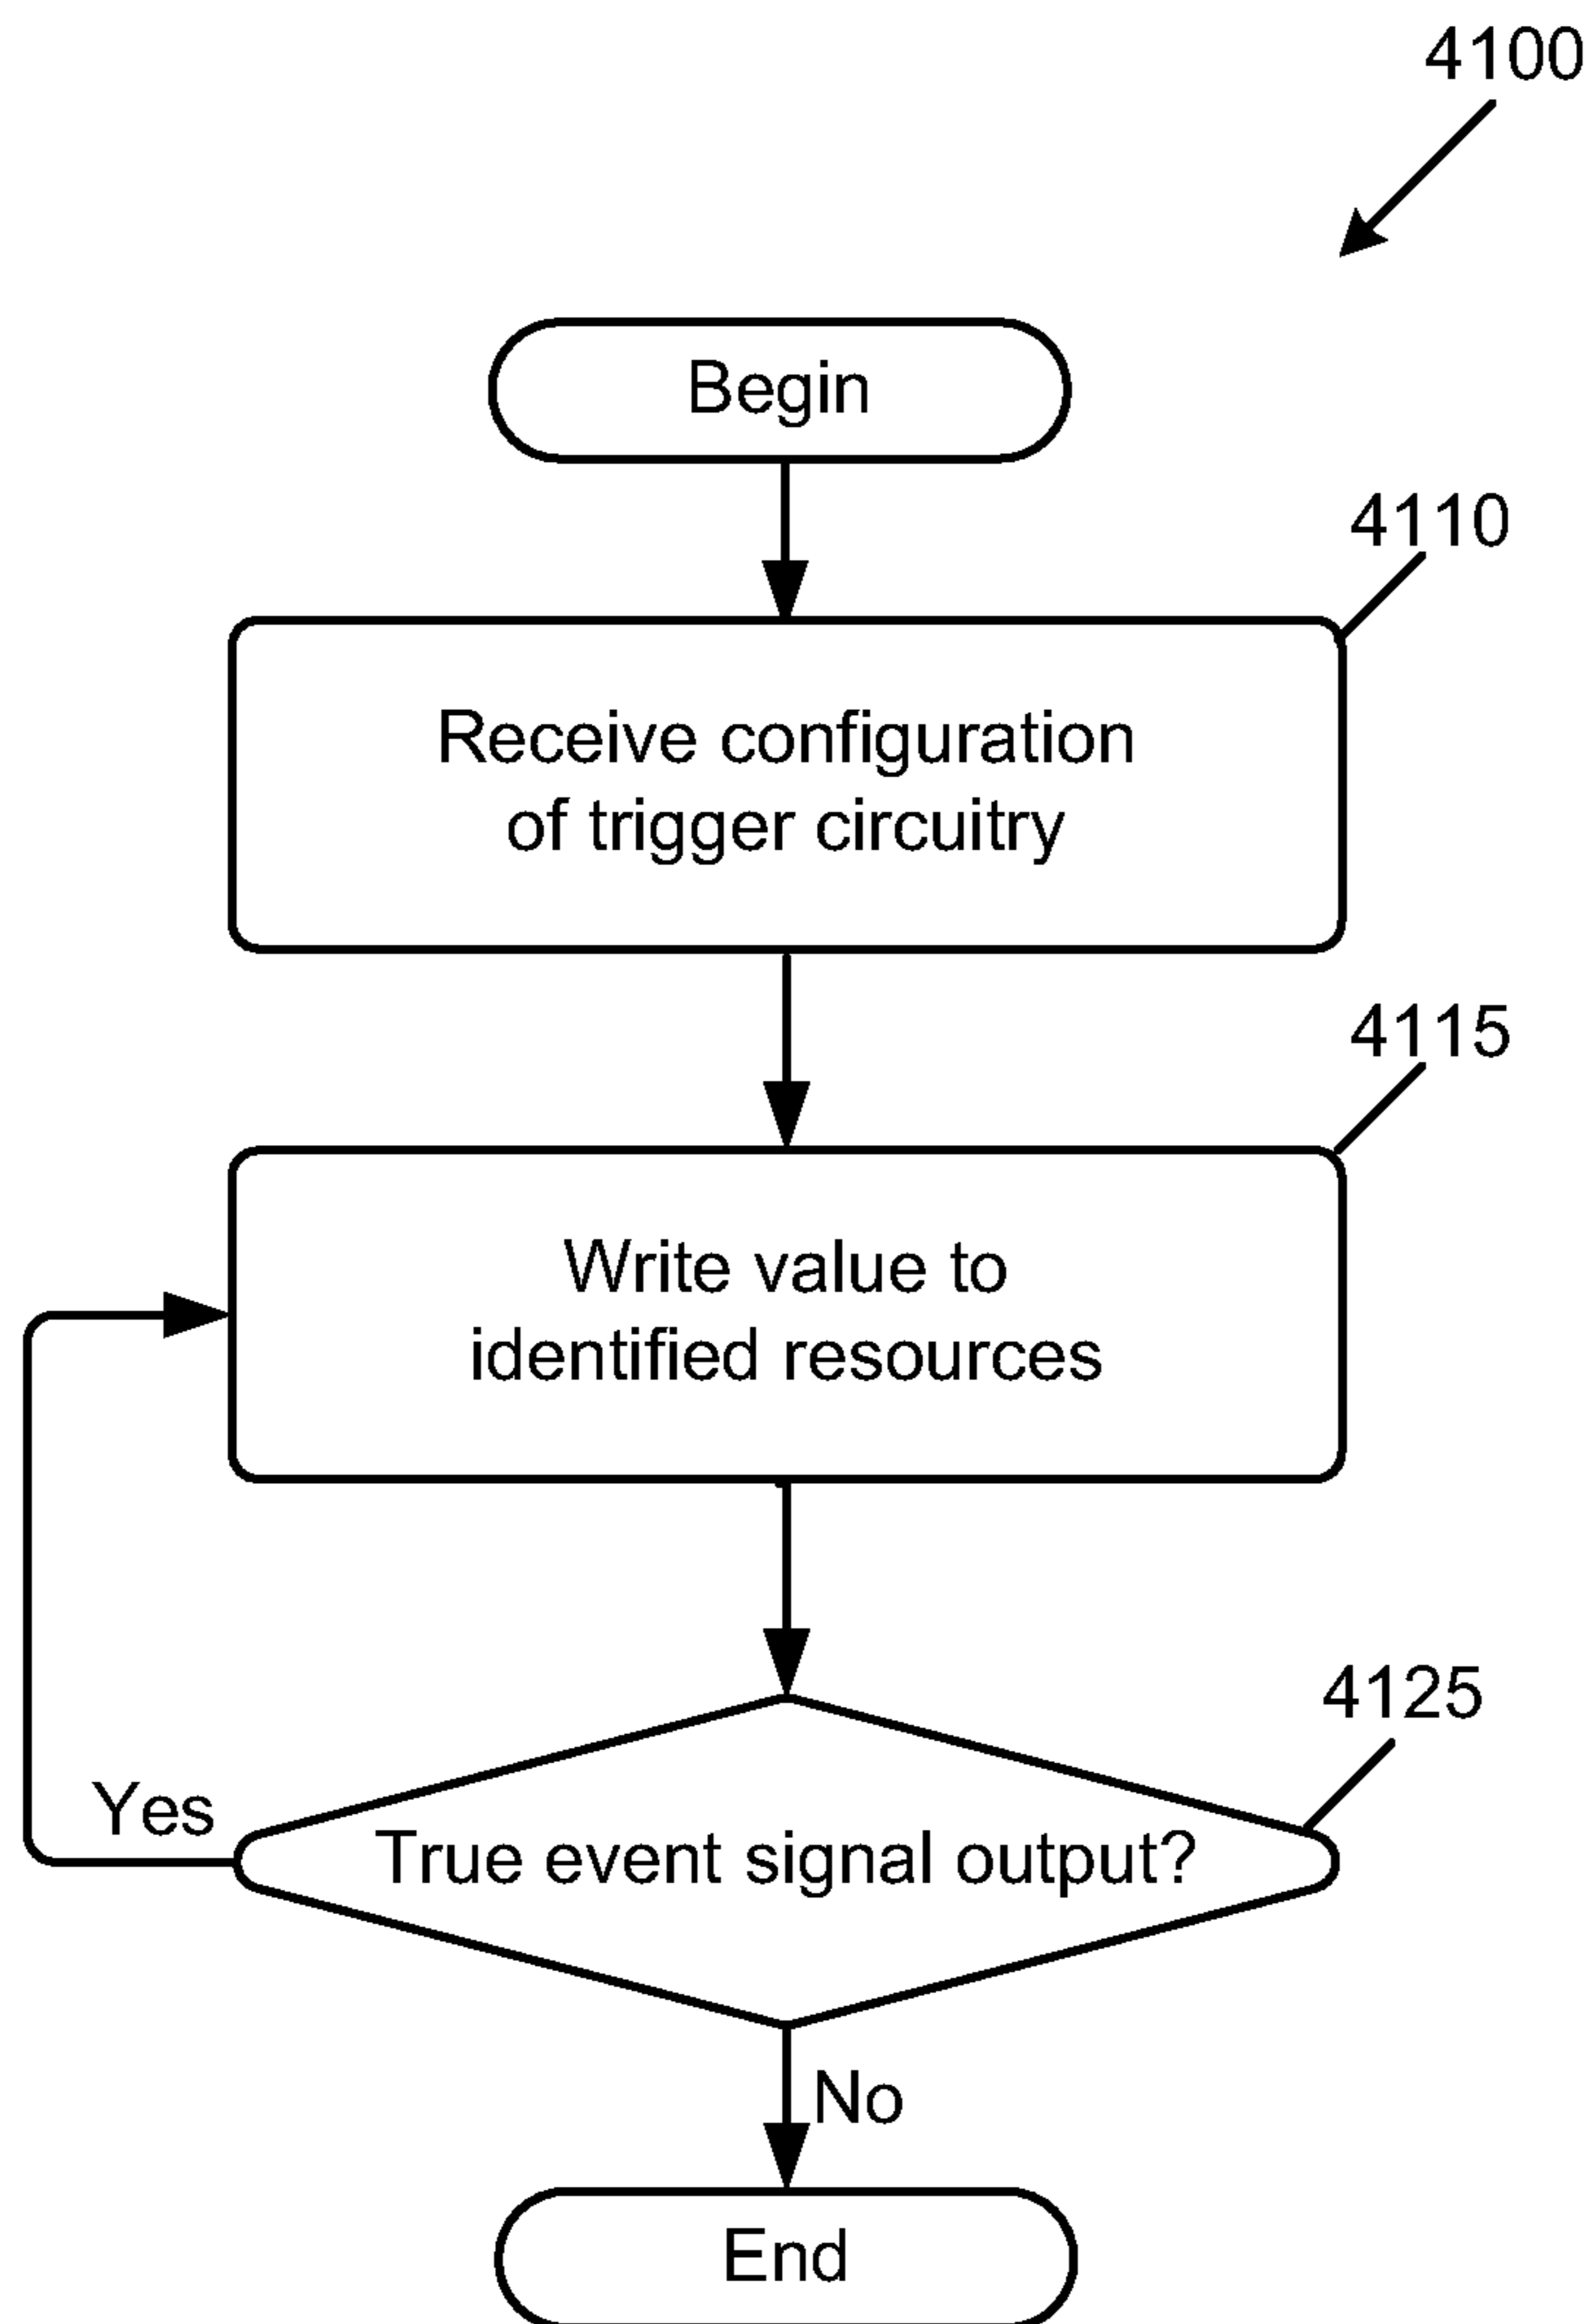 4100
Begin
4110
Receive configuration
of trigger circuitry
4115
Write value to
identified resources
4125
Yes
True event signal output?
No
End